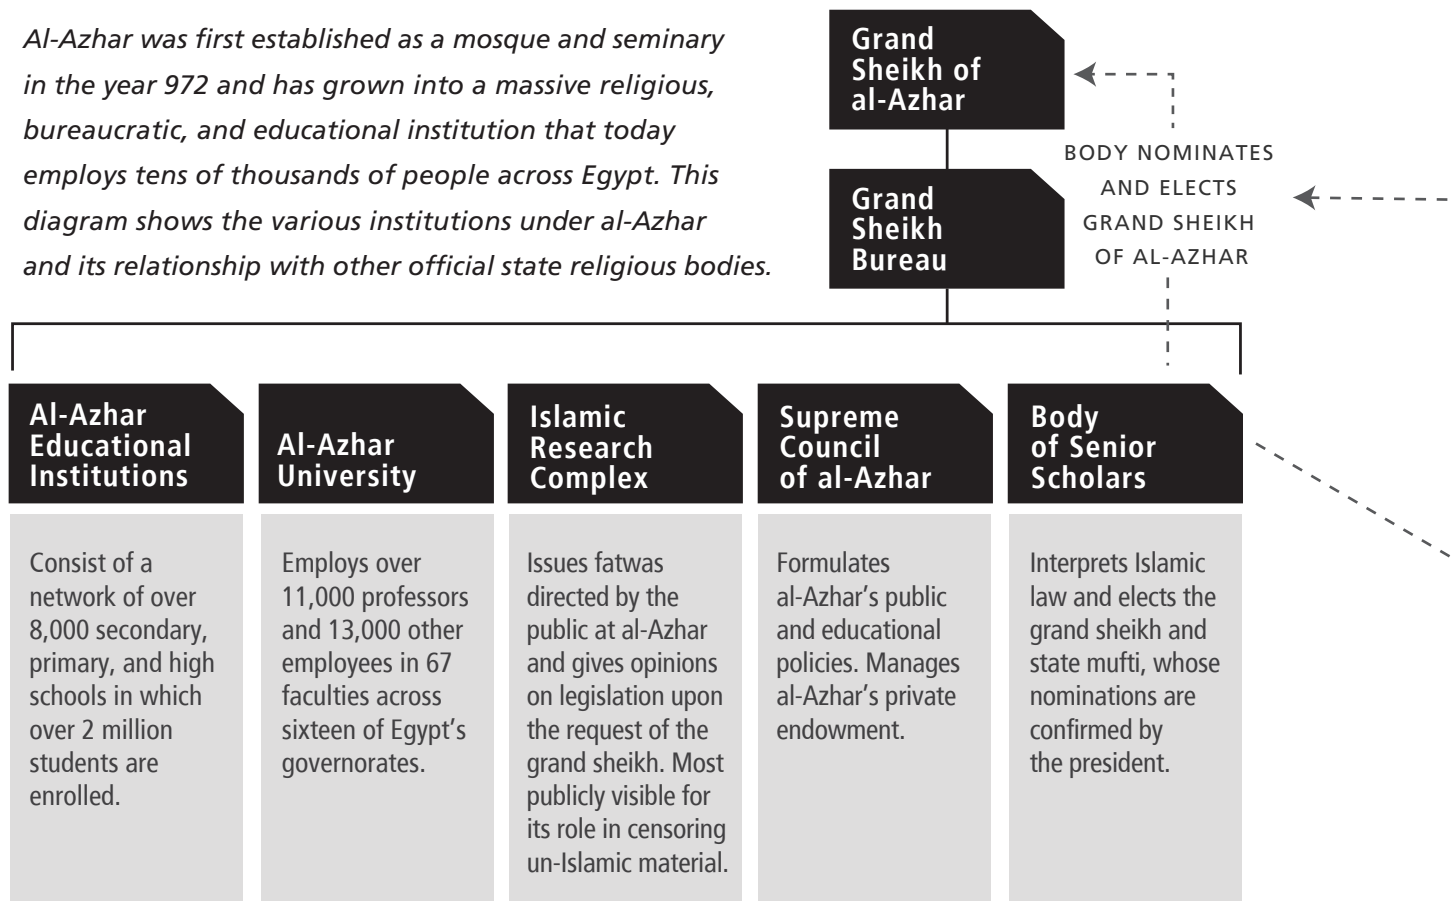 Al-Azhar was first established as a mosque and seminary
in the year 972 and has grown into a massive religious,
bureaucratic, and educational institution that today
employs tens of thousands of people across Egypt. This
diagram shows the various institutions under al-Azhar
and its relationship with other official state religious bodies.
Grand
Sheikh of
al-Azhar
BODY NOMINATES
AND ELECTS
GRAND SHEIKH
OF AL-AZHAR
Grand
Sheikh
Bureau
Al-Azhar
Educational
Institutions
Consist of a
network of over
8,000 secondary,
primary, and high
schools in which
over 2 million
students are
enrolled.
Al-Azhar
University
Employs over
11,000 professors
and 13,000 other
employees in 67
faculties across
sixteen of Egypt's
governorates.
Islamic
Research
Complex
Issues fatwas
directed by the
public at al-Azhar
and gives opinions
on legislation upon
the request of the
grand sheikh. Most
publicly visible for
its role in censoring
un-Islamic material.
Supreme
Council
of al-Azhar
Formulates
al-Azhar's public
and educational
policies. Manages
al-Azhar's private
endowment.
Body
of Senior
Scholars
Interprets Islamic
law and elects the
grand sheikh and
state mufti, whose
nominations are
confirmed by
the president.